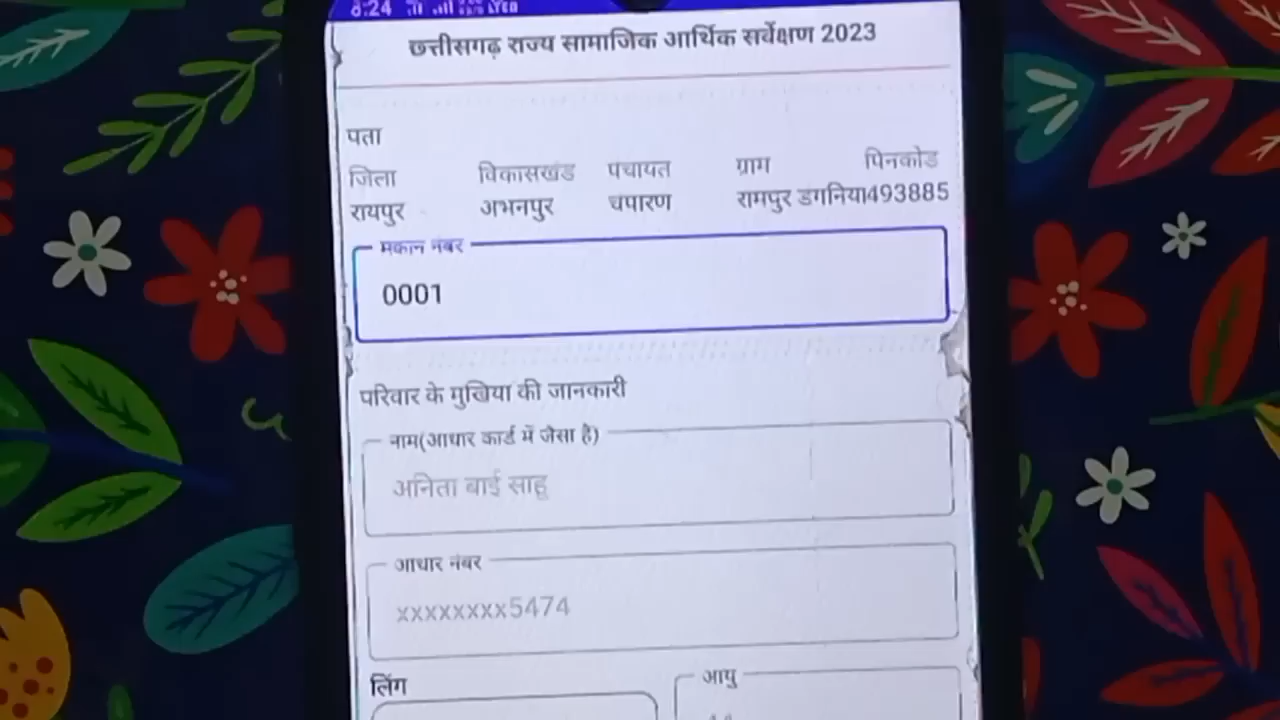 8:24
छत्तीसगढ़ राज्य सामाजिक आर्थिक सर्वेक्षण 2023
पता
जिला विकासखंड पंचायत ग्राम पिनकोड
रायपुर अभनपुर चंपारण रामपुर डंगनिया493885
मकान नंबर
0001
परिवार के मुखिया की जानकारी
नाम(आधार कार्ड में जैसा है)
अनिता बाई साहू
आधार नंबर
xxxxxxxx5474
लिंग आयु